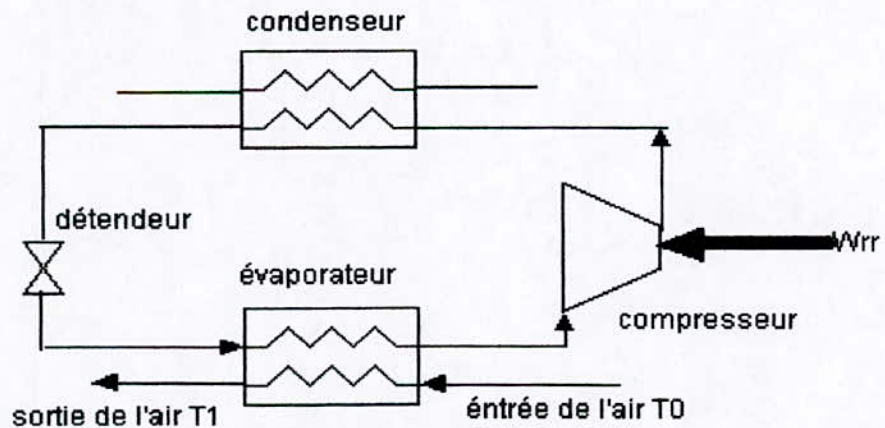 condenseur
détendeur
évaporateur
Wrr
compresseur
sortie de l'air T1
éntrée de l'air T0